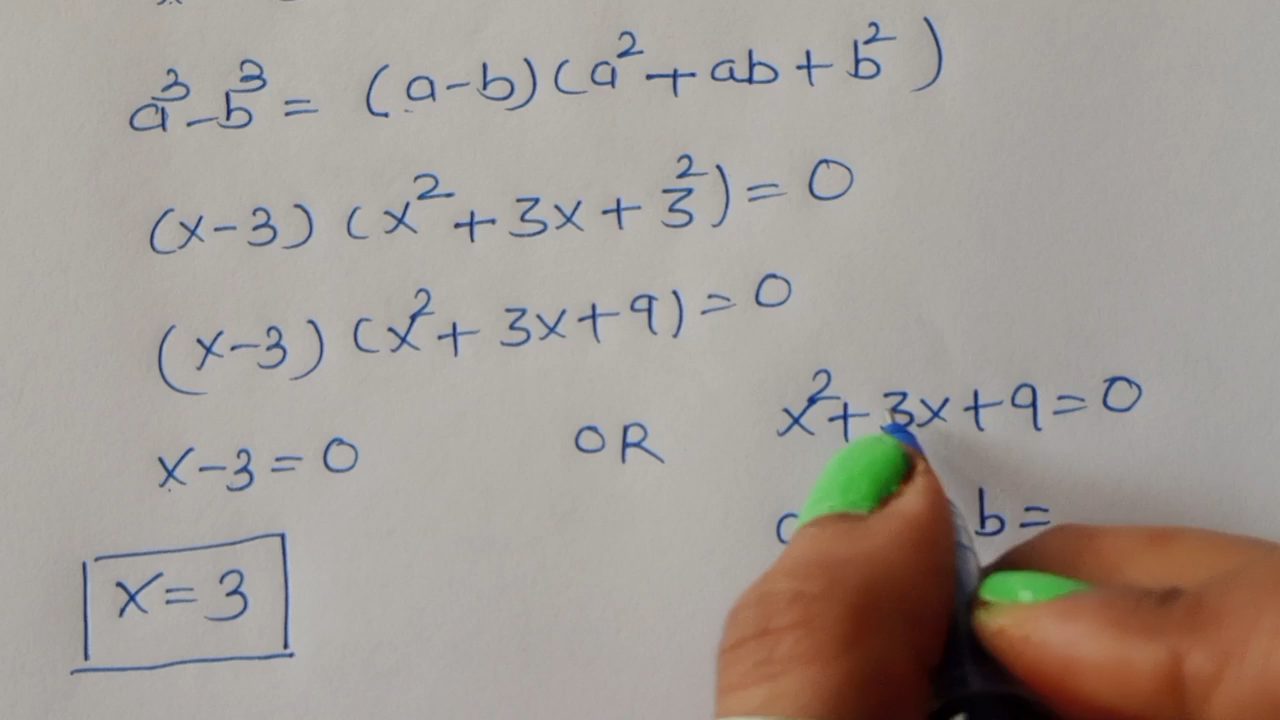 a³-b³ = (a-b)(a²+ab+b²)
(x-3) (x²+3x+3²)=0
(x-3) (x²+3x+9)=0
x-3=0 OR x²+3x+9=0
b=
x=3